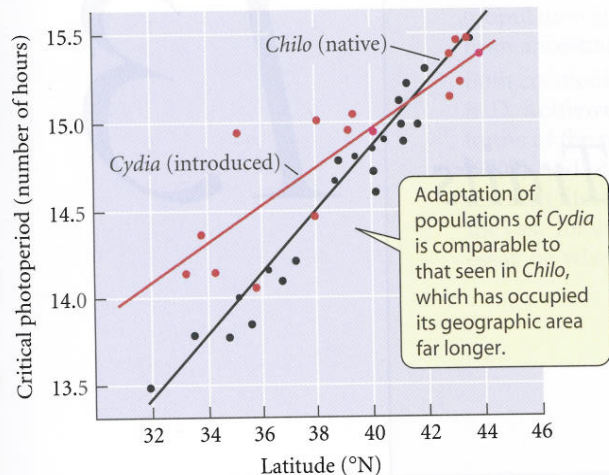 15.5
15.0
14.5
14.0
13.5
Critical photoperiod (number of hours)
Chilo (native)
Cydia (introduced)
Adaptation of
populations of Cydia
is comparable to
that seen in Chilo,
which has occupied
its geographic area
far longer.
32 34 36 38 40 42 44 46
Latitude (°N)